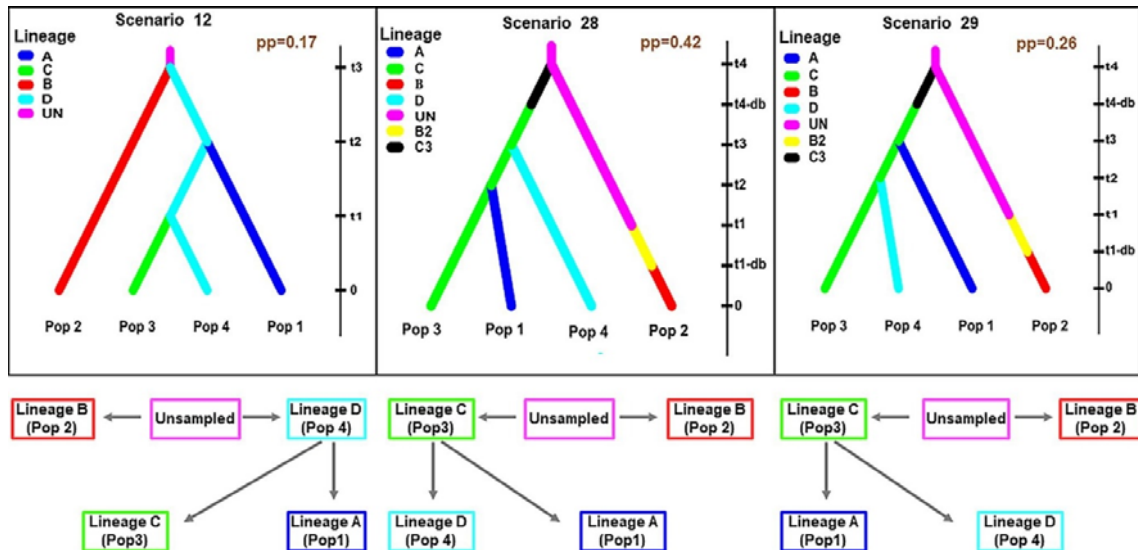 Scenario 12
Lineage
A
C
B
D
UN
pp=0.17
t3
t2
t1
0
Pop 2
Pop 3
Pop 4
Pop 1
Scenario 28
Lineage
A
C
B
D
UN
B2
C3
pp=0.42
t4
t4-db
t3
t2
t1
t1-db
0
Pop 3
Pop 1
Pop 4
Pop 2
Scenario 29
Lineage
A
C
B
D
UN
B2
C3
pp=0.26
t4
t4-db
t3
t2
t1
t1-db
0
Pop 3
Pop 4
Pop 1
Pop 2
Lineage B
(Pop 2)
Unsampled
Lineage D
(Pop 4)
Lineage C
(Pop3)
Lineage A
(Pop1)
Lineage C
(Pop3)
Unsampled
Lineage B
(Pop 2)
Lineage D
(Pop 4)
Lineage A
(Pop1)
Lineage C
(Pop3)
Unsampled
Lineage B
(Pop 2)
Lineage A
(Pop1)
Lineage D
(Pop 4)